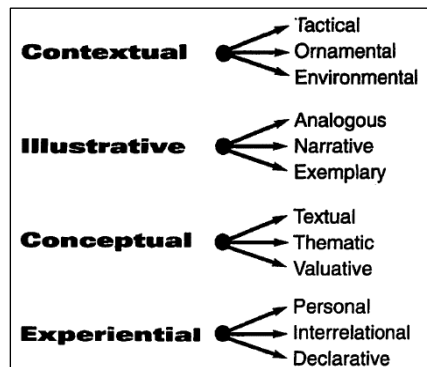 Contextual
Tactical
Ornamental
Environmental
Illustrative
Analogous
Narrative
Exemplary
Conceptual
Textual
Thematic
Valuative
Experiential
Personal
Interrelational
Declarative